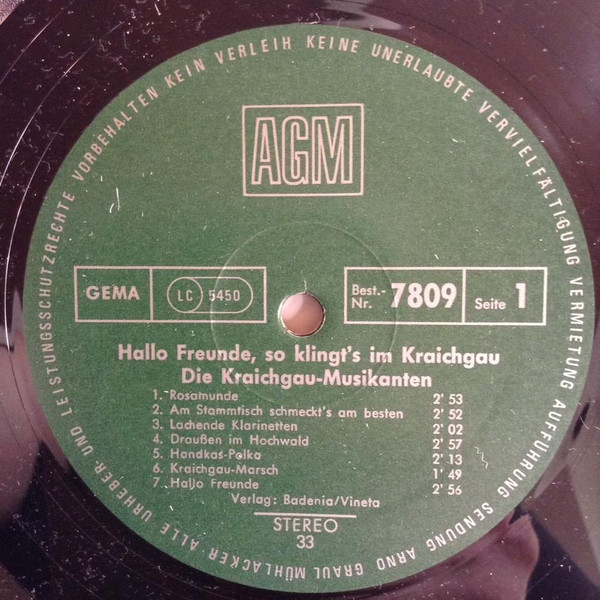 ALLE URHEBER- UND LEISTUNGSSCHUTZRECHTE VORBEHALTEN KEIN VERLEIH KEINE UNERLAUBTE VERVIELFÄLTIGUNG VERMIETUNG AUFFÜHRUNG SENDUNG ARNO GRAUL MÜHLACKER
AGM
GEMA
LC 5450
Best.-Nr. 7809
Seite 1
Hallo Freunde, so klingt's im Kraichgau
Die Kraichgau-Musikanten
1. Rosamunde 2' 53
2. Am Stammtisch schmeckt's am besten 2' 52
3. Lachende Klarinetten 2' 02
4. Draußen im Hochwald 2' 57
5. Handkas-Polka 2' 13
6. Kraichgau-Marsch 1' 49
7. Hallo Freunde 2' 56
Verlag: Badenia/Vineta
STEREO
33